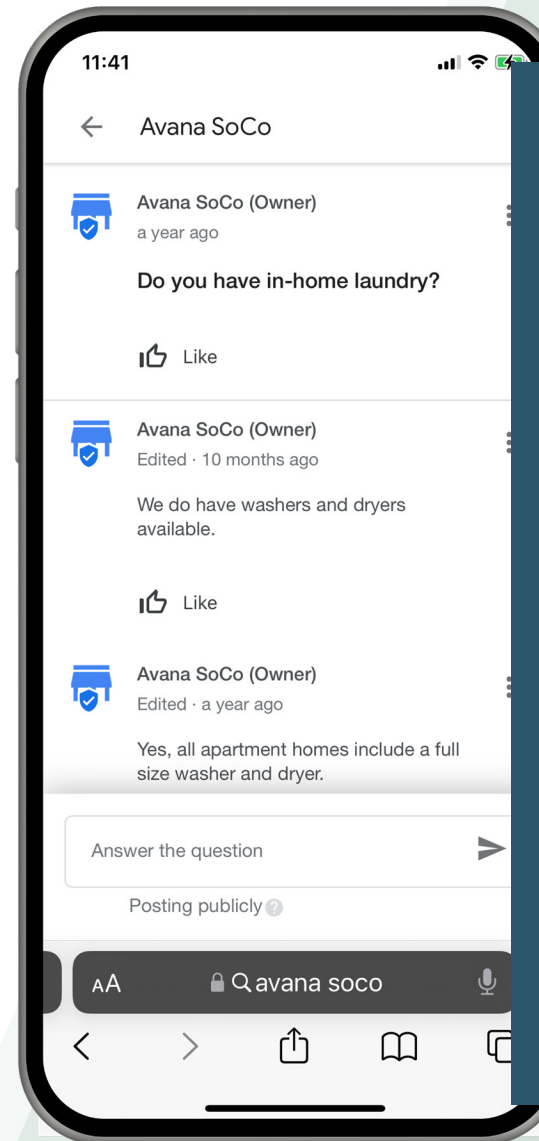 11:41
Avana SoCo
Avana SoCo (Owner)
a year ago
Do you have in-home laundry?
Like
Avana SoCo (Owner)
Edited · 10 months ago
We do have washers and dryers
available.
Like
Avana SoCo (Owner)
Edited · a year ago
Yes, all apartment homes include a full
size washer and dryer.
Answer the question
Posting publicly ?
AA avana soco